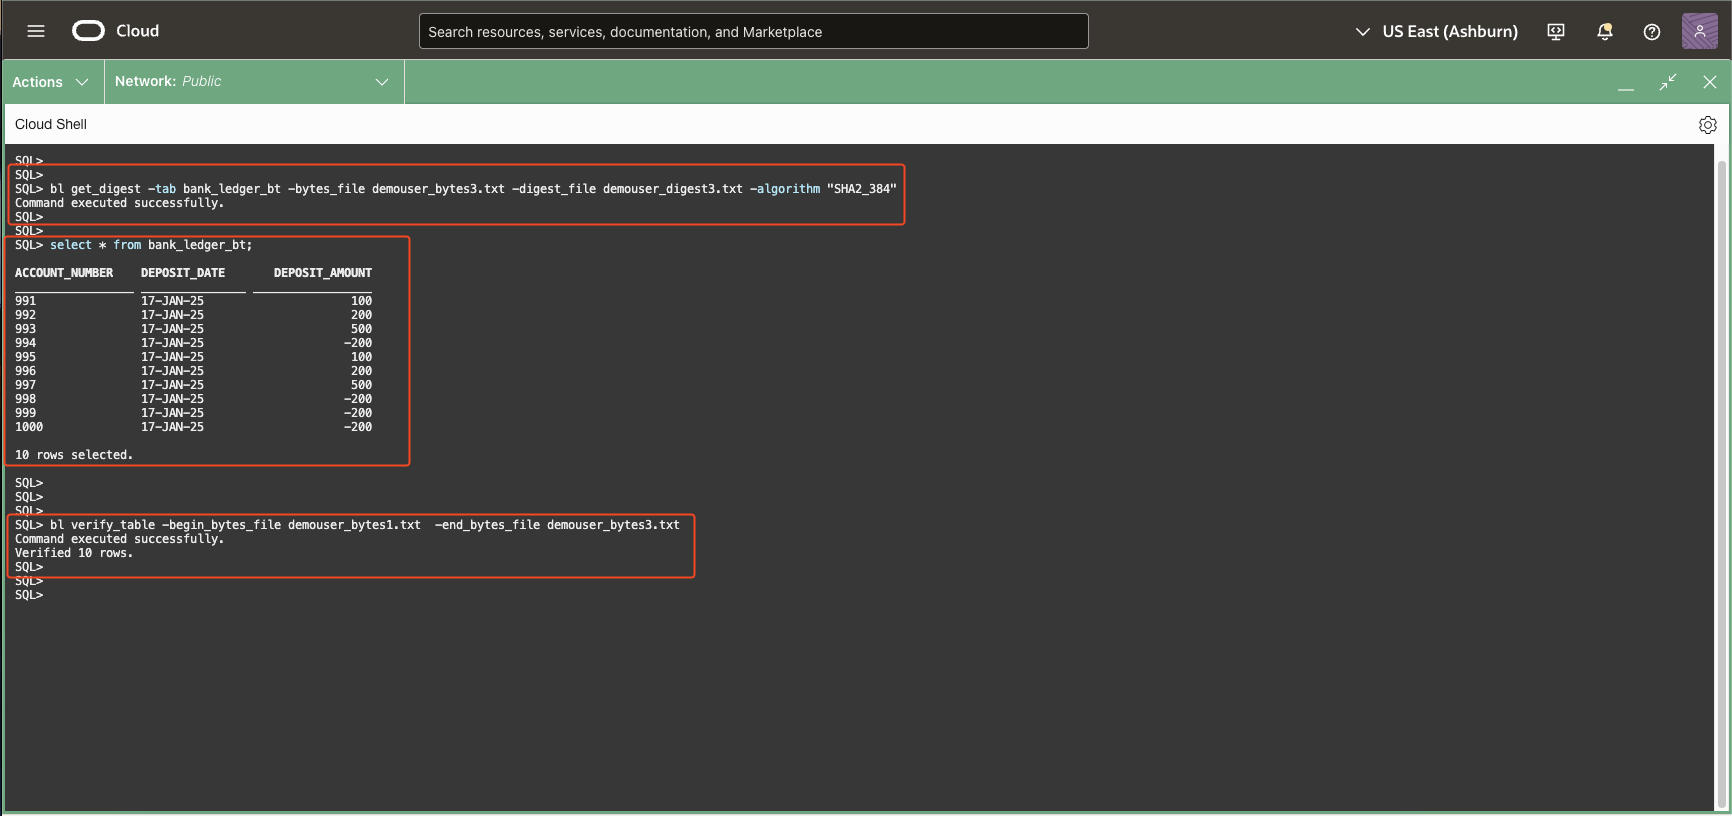 Cloud
Search resources, services, documentation, and Marketplace
US East (Ashburn)
Actions
Network: Public
Cloud Shell
SQL>
SQL>
SQL> bl get_digest -tab bank_ledger_bt -bytes_file demouser_bytes3.txt -digest_file demouser_digest3.txt -algorithm "SHA2_384"
Command executed successfully.
SQL>
SQL>
SQL> select * from bank_ledger_bt;
ACCOUNT_NUMBER DEPOSIT_DATE DEPOSIT_AMOUNT
991 17-JAN-25 100
992 17-JAN-25 200
993 17-JAN-25 500
994 17-JAN-25 -200
995 17-JAN-25 100
996 17-JAN-25 200
997 17-JAN-25 500
998 17-JAN-25 -200
999 17-JAN-25 -200
1000 17-JAN-25 -200
10 rows selected.
SQL>
SQL>
SQL>
SQL> bl verify_table -begin_bytes_file demouser_bytes1.txt -end_bytes_file demouser_bytes3.txt
Command executed successfully.
Verified 10 rows.
SQL>
SQL>
SQL>